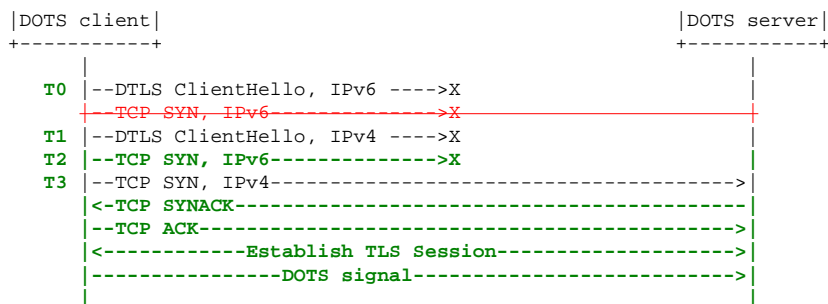 |DOTS client|                                           |DOTS server|
+-----------+                                           +-----------+
      |                                                       |
   T0 |--DTLS ClientHello, IPv6 ---->X                        |
      |--TCP SYN, IPv6-------------->X                        |
   T1 |--DTLS ClientHello, IPv4 ---->X                        |
   T2 |--TCP SYN, IPv6-------------->X                        |
   T3 |--TCP SYN, IPv4--------------------------------------->|
      |<-TCP SYNACK-------------------------------------------|
      |--TCP ACK--------------------------------------------->|
      |<------------Establish TLS Session-------------------->|
      |----------------DOTS signal--------------------------->|
      |                                                       |